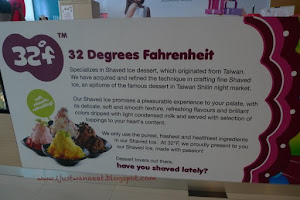 32°F™
32 Degrees Fahrenheit
Specializes in Shaved Ice dessert, which originated from Taiwan.
We have acquired and refined the technique in crafting fine Shaved
Ice, an epitome of the famous dessert in Taiwan Shilin night market.
Our Shaved Ice promises a pleasurable experience to your palate, with
its delicate, soft and smooth texture, refreshing flavours and brilliant
colors dripped with light condensed milk and served with selection of
toppings to your heart's content.
We only use the purest, freshest and healthiest ingredients
in our Shaved Ice. At 32°F, we proudly present to you
our Shaved Ice, made with passion!
Dessert lovers out there,
have you shaved lately?
www.ijustwannaeat.blogspot.com